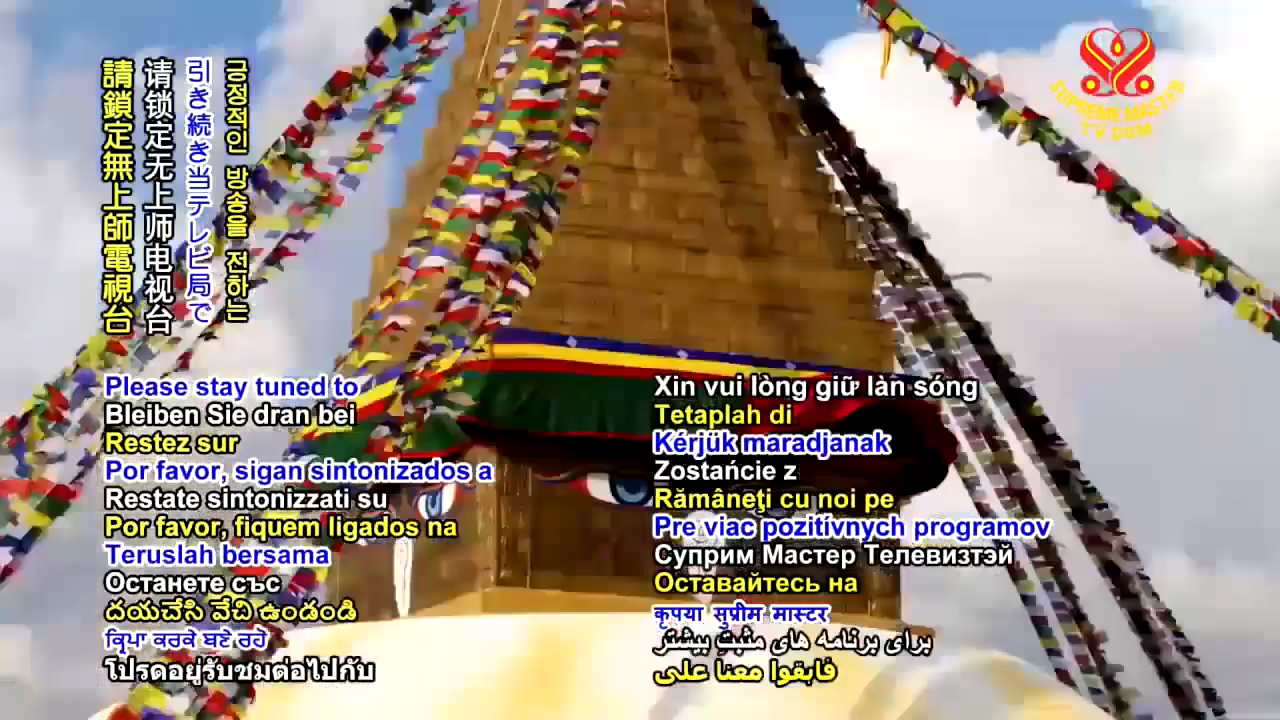 請鎖定無上師電視台
请锁定无上师电视台
引き続き当テレビ局で
긍정적인 방송을 전하는
SUPREME MASTER
TV.COM
Please stay tuned to
Bleiben Sie dran bei
Restez sur
Por favor, sigan sintonizados a
Restate sintonizzati su
Por favor, fiquem ligados na
Teruslah bersama
Останете със
దయచేసి వేచి ఉండండి
ਕ੍ਰਿਪਾ ਕਰਕੇ ਬਣੇ ਰਹੋ
โปรดอยู่รับชมต่อไปกับ
Xin vui lòng giữ làn sóng
Tetaplah di
Kérjük maradjanak
Zostańcie z
Rămâneţi cu noi pe
Pre viac pozitívnych programov
Суприм Мастер Телевизтэй
Оставайтесь на
कृपया सुप्रीम मास्टर
برای برنامه های مثبت بیشتر
فابقوا معنا على